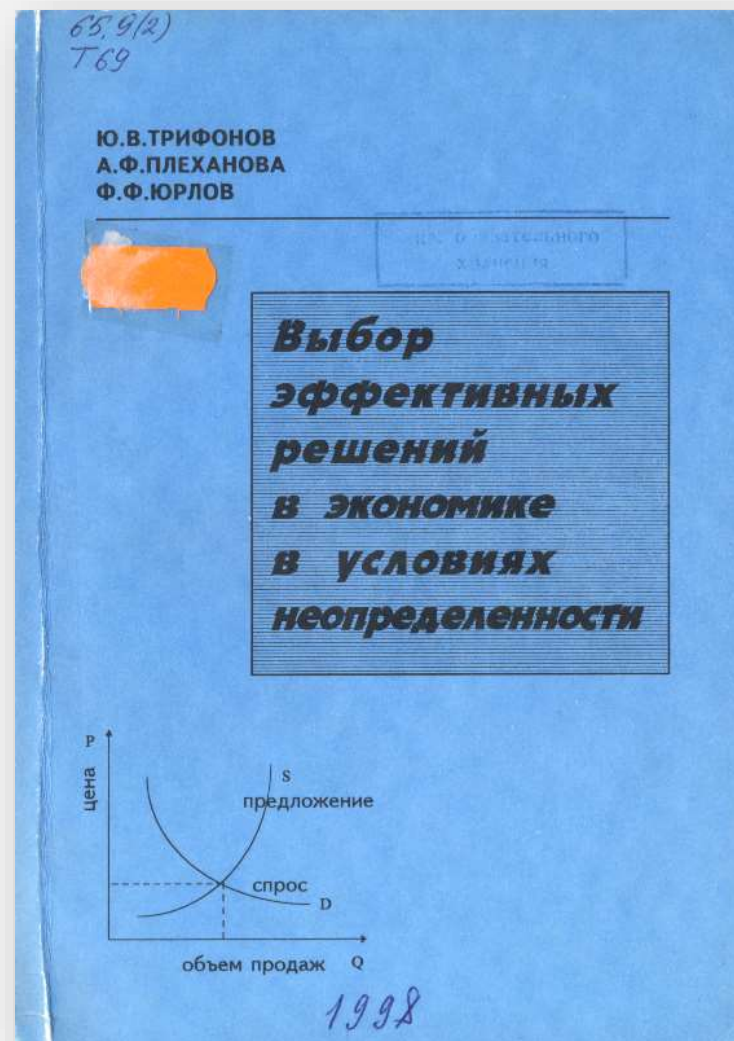 65.9(2)
Т69
Ю.В.ТРИФОНОВ
А.Ф.ПЛЕХАНОВА
Ф.Ф.ЮРЛОВ
Выбор
эффективных
решений
в экономике
в условиях
неопределенности
P
цена
S
предложение
спрос
D
объем продаж Q
1998